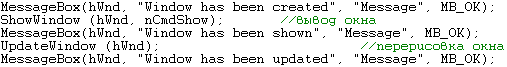 MessageBox(hWnd, "Window has been created", "Message", MB_OK);
ShowWindow (hWnd, nCmdShow); //вывод окна
MessageBox(hWnd, "Window has been shown", "Message", MB_OK);
UpdateWindow (hWnd); //перерисовка окна
MessageBox(hWnd, "Window has been updated", "Message", MB_OK);